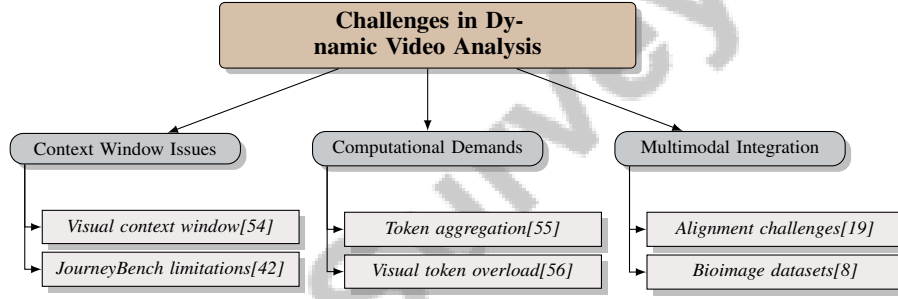 Challenges in Dy-
namic Video Analysis
Context Window Issues
Computational Demands
Multimodal Integration
Visual context window[54]
Token aggregation[55]
Alignment challenges[19]
JourneyBench limitations[42]
Visual token overload[56]
Bioimage datasets[8]
survey